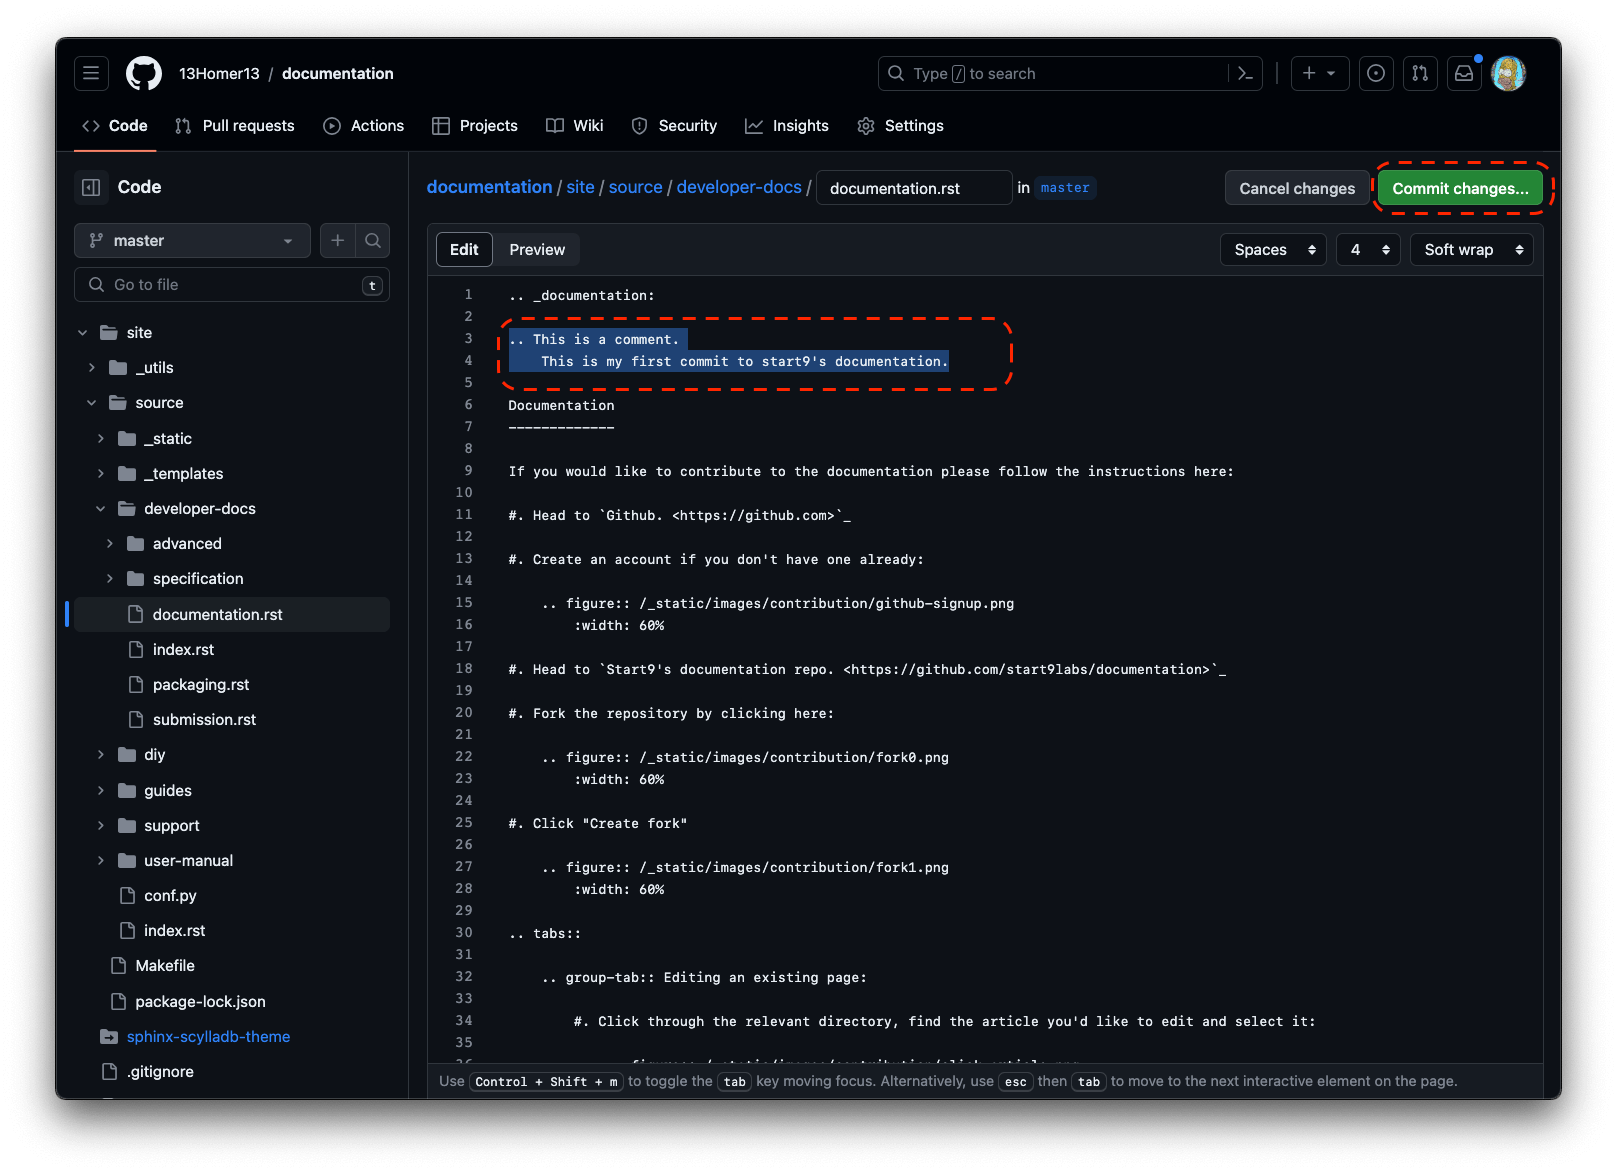 13Homer13 / documentation
Type / to search
Code
Pull requests
Actions
Projects
Wiki
Security
Insights
Settings
Code
documentation / site / source / developer-docs / documentation.rst in master
Cancel changes
Commit changes...
master
Go to file
t
Edit
Preview
Spaces
4
Soft wrap
site
_utils
source
_static
_templates
developer-docs
advanced
specification
documentation.rst
index.rst
packaging.rst
submission.rst
diy
guides
support
user-manual
conf.py
index.rst
Makefile
package-lock.json
sphinx-scylladb-theme
.gitignore
1 .. _documentation:
2
3 .. This is a comment.
4 This is my first commit to start9's documentation.
5
6 Documentation
7 -------------
8
9 If you would like to contribute to the documentation please follow the instructions here:
10
11 #. Head to `Github. <https://github.com>`_
12
13 #. Create an account if you don't have one already:
14
15 .. figure:: /_static/images/contribution/github-signup.png
16 :width: 60%
17
18 #. Head to `Start9's documentation repo. <https://github.com/start9labs/documentation>`_
19
20 #. Fork the repository by clicking here:
21
22 .. figure:: /_static/images/contribution/fork0.png
23 :width: 60%
24
25 #. Click "Create fork"
26
27 .. figure:: /_static/images/contribution/fork1.png
28 :width: 60%
29
30 .. tabs::
31
32 .. group-tab:: Editing an existing page:
33
34 #. Click through the relevant directory, find the article you'd like to edit and select it:
35
Use Control + Shift + m to toggle the tab key moving focus. Alternatively, use esc then tab to move to the next interactive element on the page.